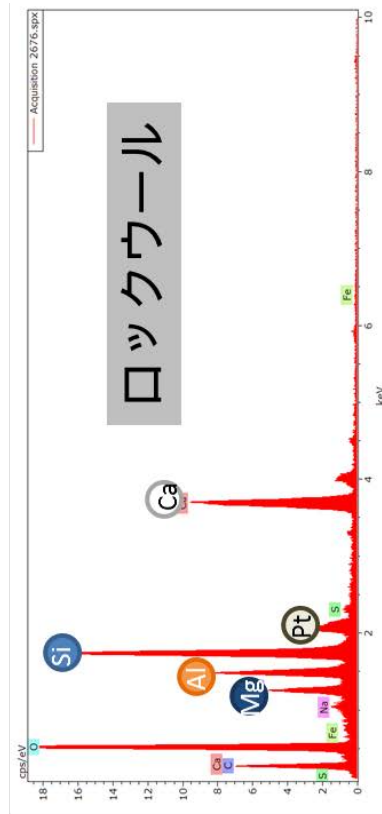 Acquisition 2676.spx
ロックウール
cps/eV
18
16
14
12
10
8
6
4
2
0
O
Si
Al
Mg
Pt
Ca
Ca
C
S
Fe
Na
S
Ca
Fe
2
4
6
8
10
keV